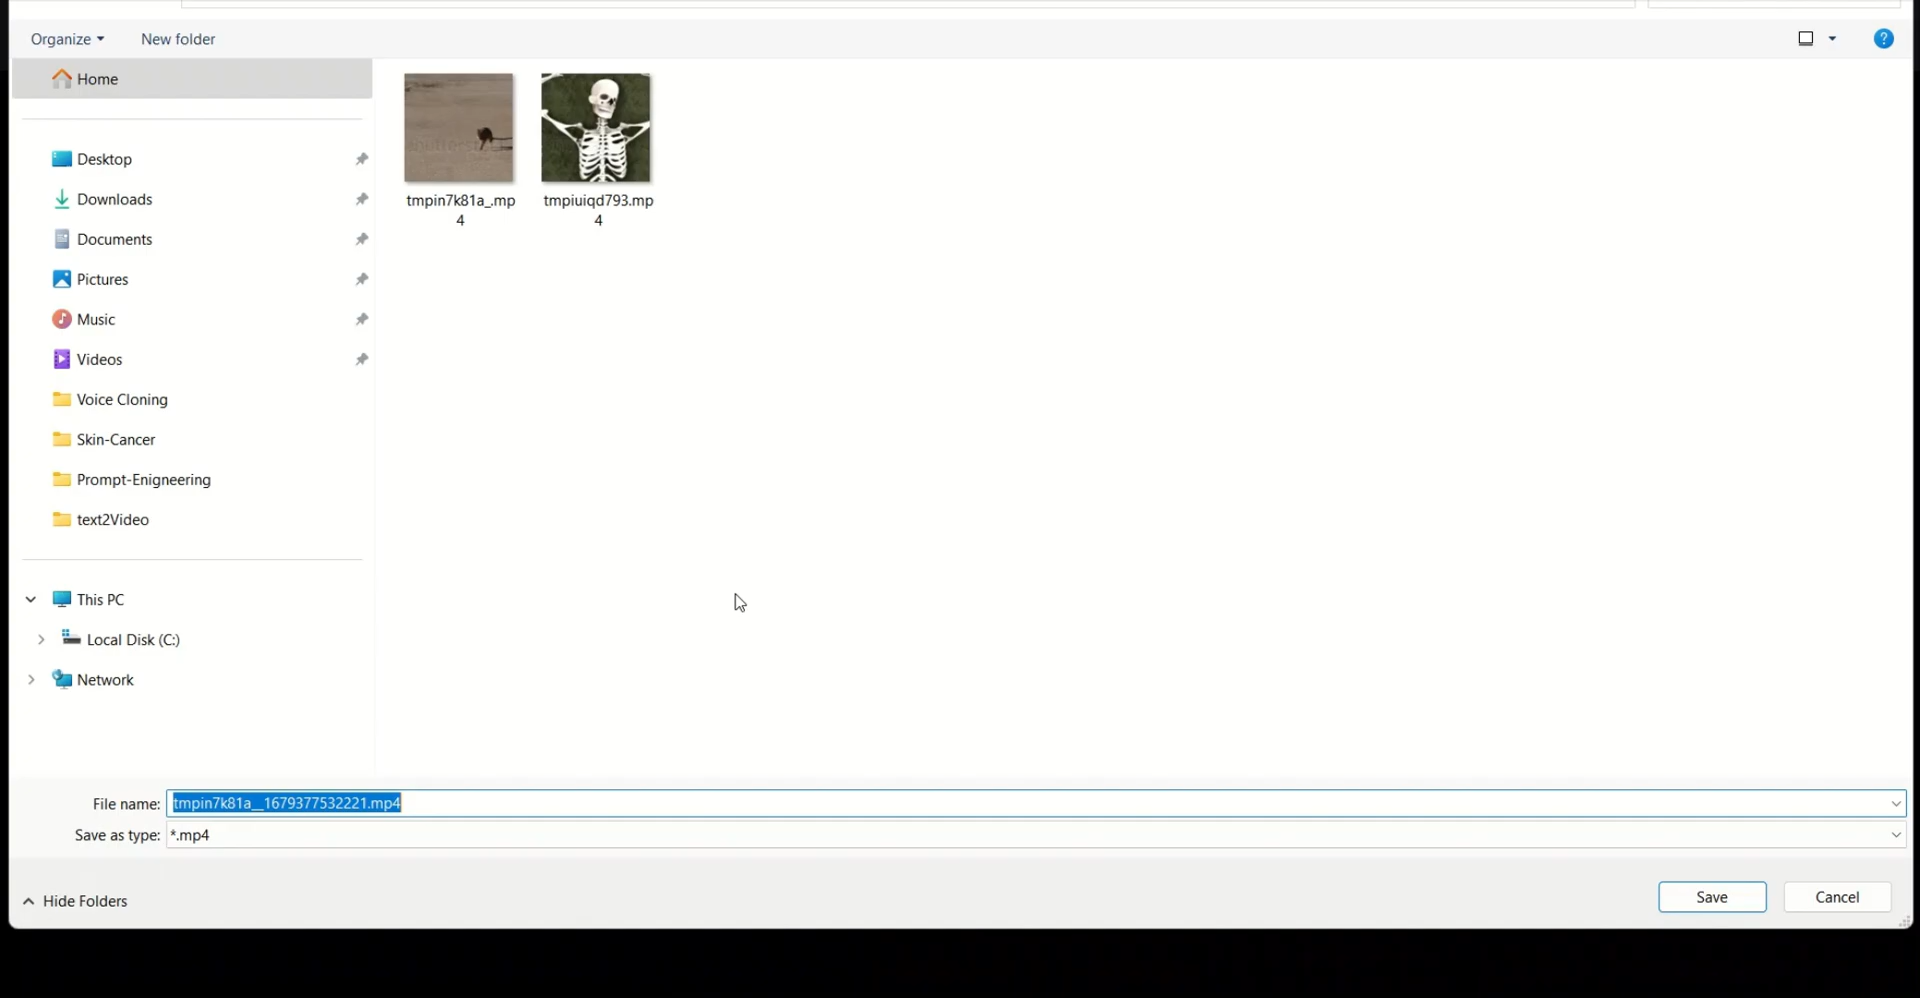 Organize
New folder
?
Home
Desktop
Downloads
Documents
Pictures
Music
Videos
Voice Cloning
Skin-Cancer
Prompt-Enigneering
text2Video
This PC
Local Disk (C:)
Network
tmpin7k81a_.mp
4
tmpiuiqd793.mp
4
File name: tmpin7k81a__1679377532221.mp4
Save as type: *.mp4
Hide Folders
Save
Cancel